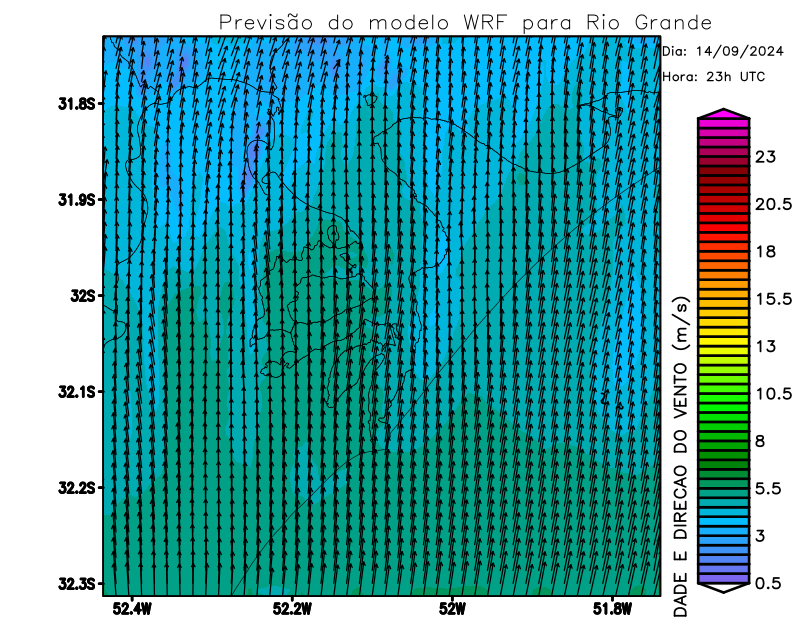 Previsão do modelo WRF para Rio Grande
Dia: 14/09/2024
Hora: 23h UTC
31.8S
31.9S
32S
32.1S
32.2S
32.3S
52.4W
52.2W
52W
51.8W
23
20.5
18
15.5
13
10.5
8
5.5
3
0.5
DADE E DIRECAO DO VENTO (m/s)